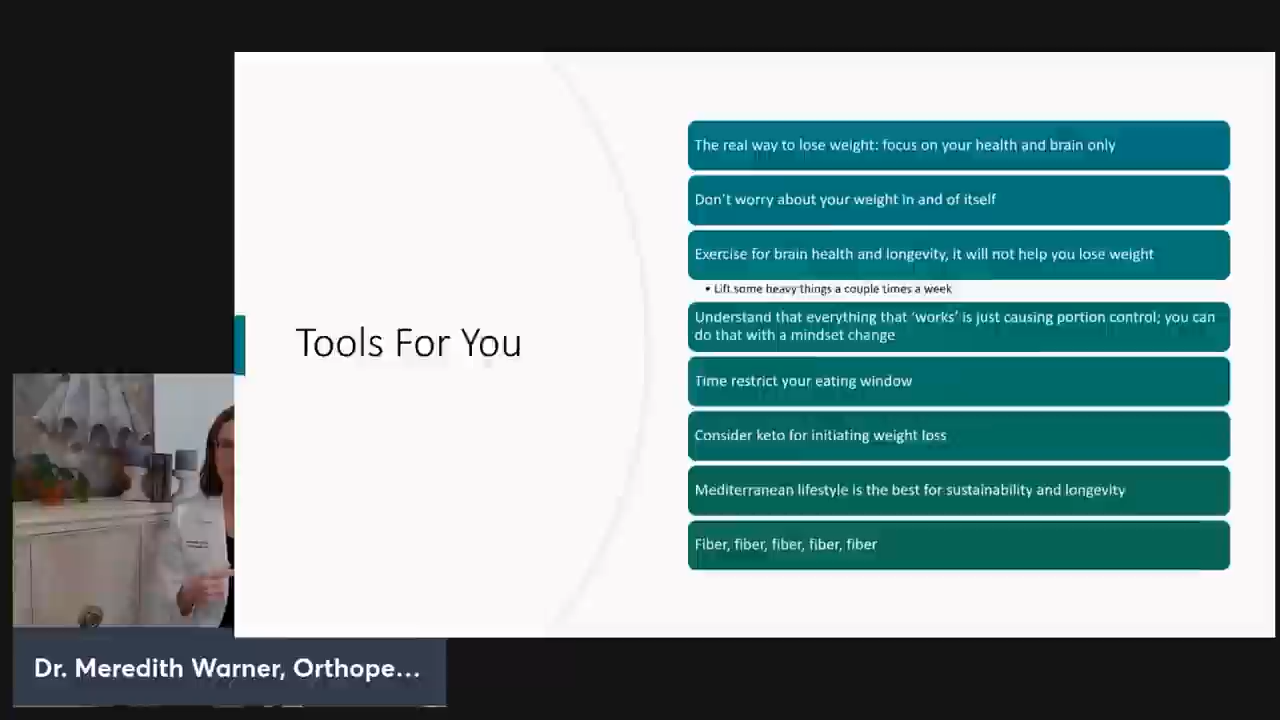 Tools For You
The real way to lose weight: focus on your health and brain only
Don't worry about your weight in and of itself
Exercise for brain health and longevity, it will not help you lose weight
• Lift some heavy things a couple times a week
Understand that everything that 'works' is just causing portion control; you can
do that with a mindset change
Time restrict your eating window
Consider keto for initiating weight loss
Mediterranean lifestyle is the best for sustainability and longevity
Fiber, fiber, fiber, fiber, fiber
Dr. Meredith Warner, Orthope...